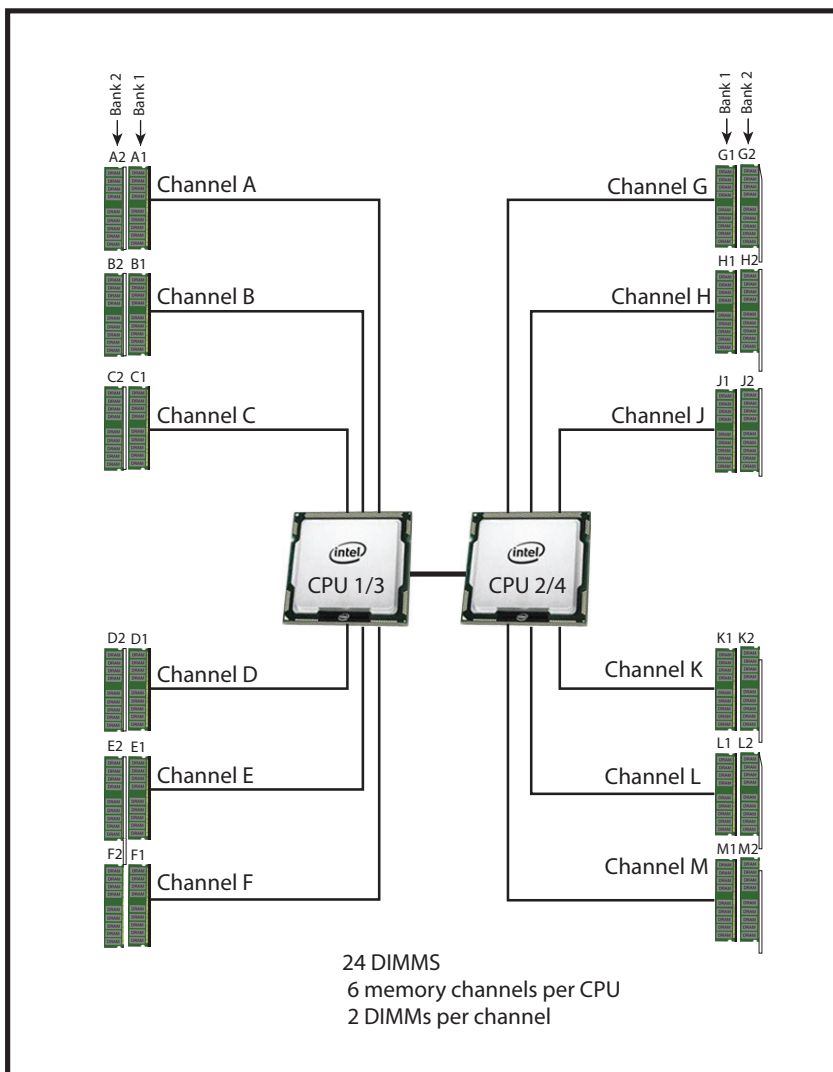 Bank 2
Bank 1
Bank 1
Bank 2
A2 A1
G1 G2
Channel A
Channel G
B2 B1
H1 H2
Channel B
Channel H
C2 C1
J1 J2
Channel C
Channel J
intel
CPU 1/3
intel
CPU 2/4
D2 D1
K1 K2
Channel D
Channel K
E2 E1
L1 L2
Channel E
Channel L
F2 F1
M1 M2
Channel F
Channel M
24 DIMMS
6 memory channels per CPU
2 DIMMs per channel